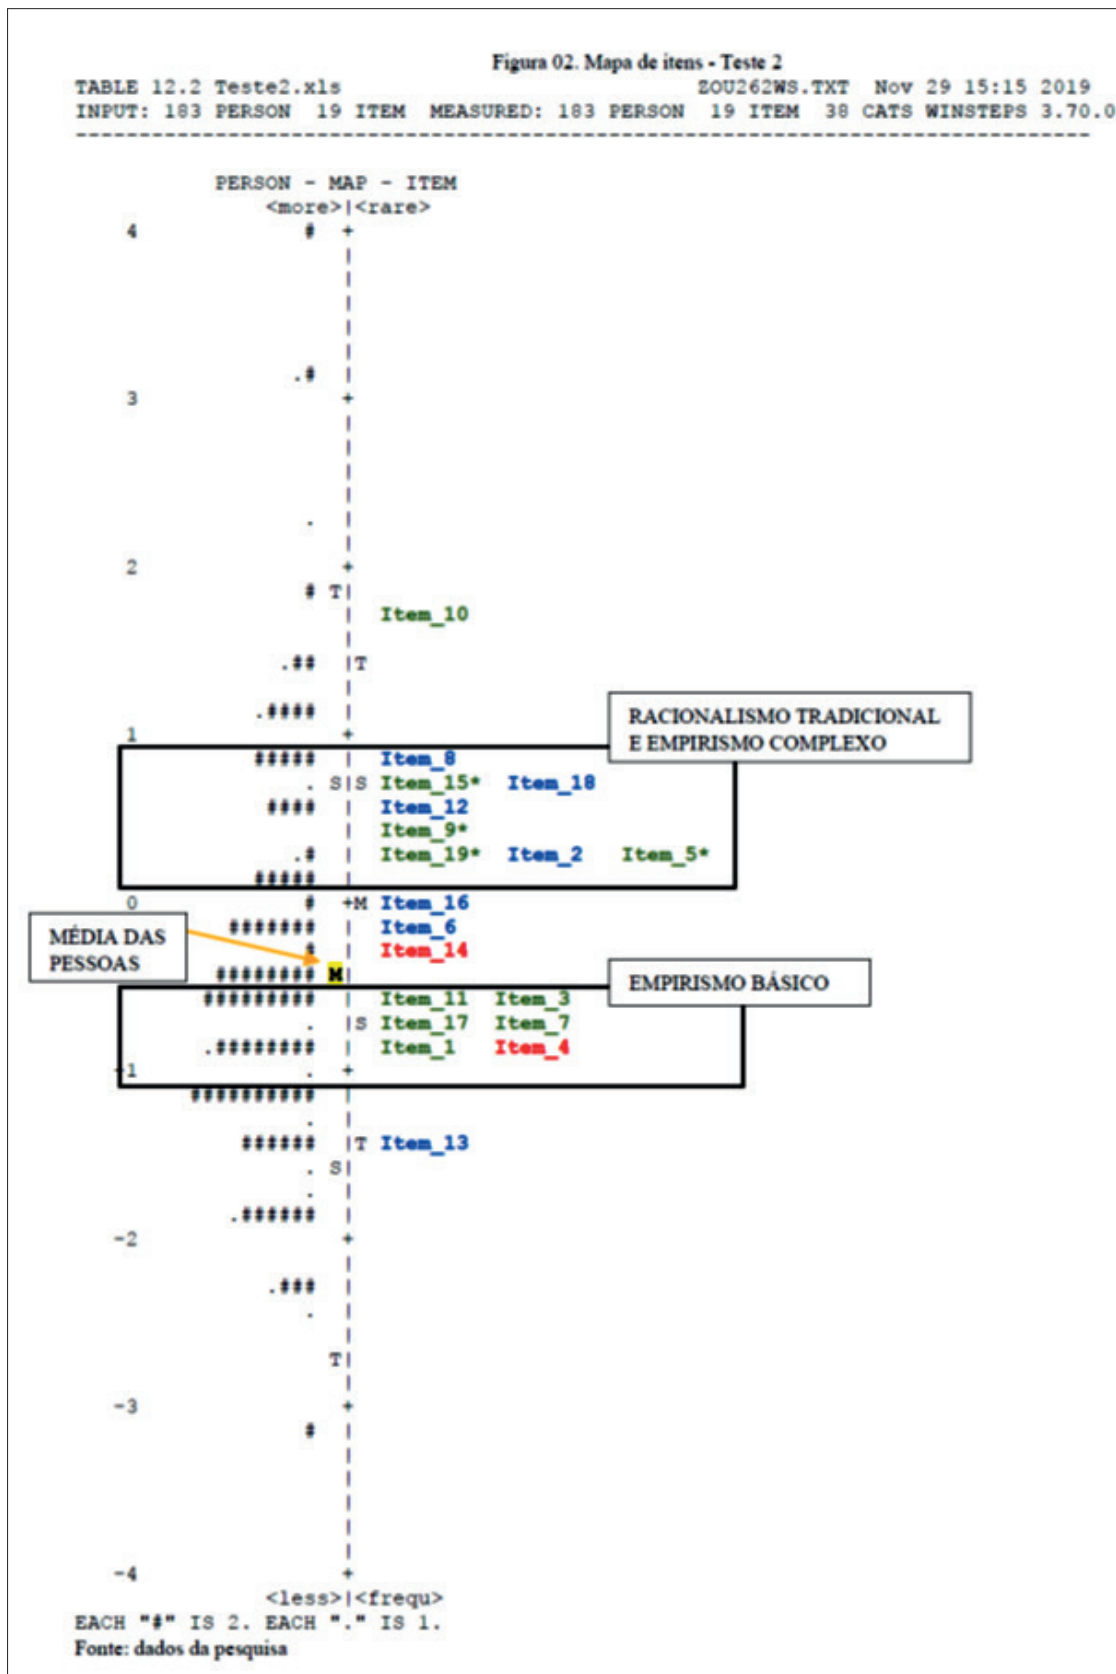 Figura 02. Mapa de itens - Teste 2
TABLE 12.2 Teste2.xls ZOU262WS.TXT Nov 29 15:15 2019
INPUT: 183 PERSON 19 ITEM MEASURED: 183 PERSON 19 ITEM 38 CATS WINSTEPS 3.70.0
--------------------------------------------------------------------------------
PERSON - MAP - ITEM
<more>|<rare>
4 # +
|
|
|
|
|
.# |
3 +
|
|
|
|
. |
|
2 +
# T|
| Item_10
|
.## |T
|
.#### |
1 +
RACIONALISMO TRADICIONAL
E EMPIRISMO COMPLEXO
##### | Item_8
. S|S Item_15* Item_18
#### | Item_12
| Item_9*
.# | Item_19* Item_2 Item_5*
##### |
0 # +M Item_16
####### | Item_6
# | Item_14
MÉDIA DAS
PESSOAS
######## M|
EMPIRISMO BÁSICO
######### | Item_11 Item_3
. |S Item_17 Item_7
.######## | Item_1 Item_4
-1 . +
########## |
. |
###### |T Item_13
. S|
. |
.###### |
-2 +
|
.### |
. |
|
T|
|
-3 +
# |
|
|
|
|
|
-4 +
<less>|<frequ>
EACH "#" IS 2. EACH "." IS 1.
Fonte: dados da pesquisa